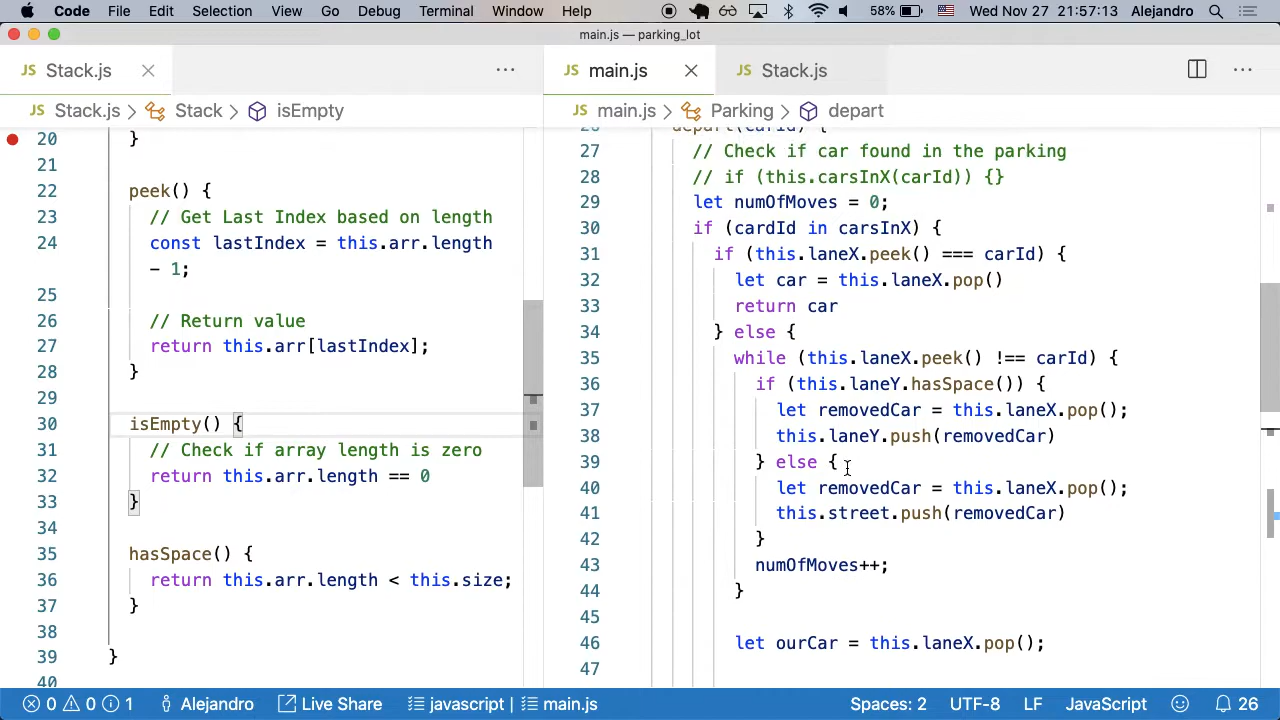 Code File Edit Selection View Go Debug Terminal Window Help 58% Wed Nov 27 21:57:13 Alejandro
main.js — parking_lot
JS Stack.js
JS Stack.js > Stack > isEmpty
20 }
21
22 peek() {
23 // Get Last Index based on length
24 const lastIndex = this.arr.length
- 1;
25
26 // Return value
27 return this.arr[lastIndex];
28 }
29
30 isEmpty() {
31 // Check if array length is zero
32 return this.arr.length == 0
33 }
34
35 hasSpace() {
36 return this.arr.length < this.size;
37 }
38
39 }
40
JS main.js JS Stack.js
JS main.js > Parking > depart
26 depart(carId) {
27 // Check if car found in the parking
28 // if (this.carsInX(carId)) {}
29 let numOfMoves = 0;
30 if (cardId in carsInX) {
31 if (this.laneX.peek() === carId) {
32 let car = this.laneX.pop()
33 return car
34 } else {
35 while (this.laneX.peek() !== carId) {
36 if (this.laneY.hasSpace()) {
37 let removedCar = this.laneX.pop();
38 this.laneY.push(removedCar)
39 } else {
40 let removedCar = this.laneX.pop();
41 this.street.push(removedCar)
42 }
43 numOfMoves++;
44 }
45
46 let ourCar = this.laneX.pop();
47
0 0 1 Alejandro Live Share javascript | main.js Spaces: 2 UTF-8 LF JavaScript 26